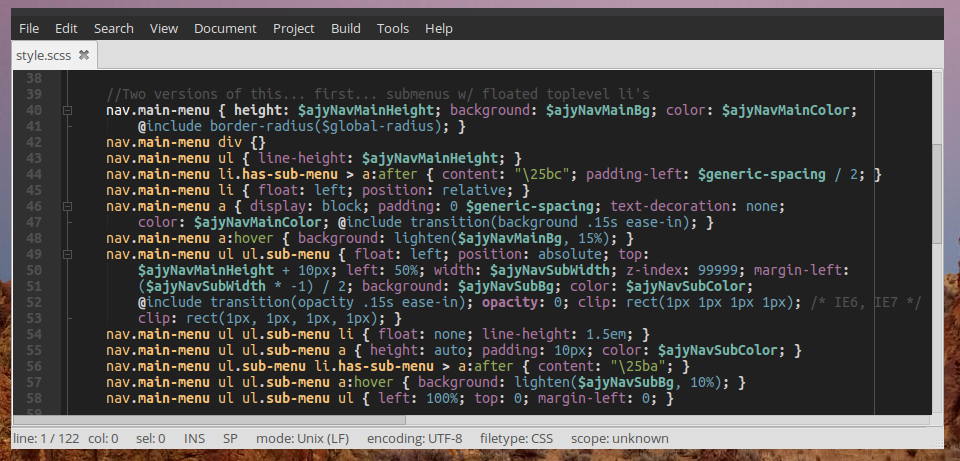 File Edit Search View Document Project Build Tools Help
style.scss
38
39 //Two versions of this... first... submenus w/ floated toplevel li's
40 nav.main-menu { height: $ajyNavMainHeight; background: $ajyNavMainBg; color: $ajyNavMainColor;
41 @include border-radius($global-radius); }
42 nav.main-menu div {}
43 nav.main-menu ul { line-height: $ajyNavMainHeight; }
44 nav.main-menu li.has-sub-menu > a:after { content: "\25bc"; padding-left: $generic-spacing / 2; }
45 nav.main-menu li { float: left; position: relative; }
46 nav.main-menu a { display: block; padding: 0 $generic-spacing; text-decoration: none;
47 color: $ajyNavMainColor; @include transition(background .15s ease-in); }
48 nav.main-menu a:hover { background: lighten($ajyNavMainBg, 15%); }
49 nav.main-menu ul ul.sub-menu { float: left; position: absolute; top:
50 $ajyNavMainHeight + 10px; left: 50%; width: $ajyNavSubWidth; z-index: 99999; margin-left:
51 ($ajyNavSubWidth * -1) / 2; background: $ajyNavSubBg; color: $ajyNavSubColor;
52 @include transition(opacity .15s ease-in); opacity: 0; clip: rect(1px 1px 1px 1px); /* IE6, IE7 */
53 clip: rect(1px, 1px, 1px, 1px); }
54 nav.main-menu ul ul.sub-menu li { float: none; line-height: 1.5em; }
55 nav.main-menu ul ul.sub-menu a { height: auto; padding: 10px; color: $ajyNavSubColor; }
56 nav.main-menu ul.sub-menu li.has-sub-menu > a:after { content: "\25ba"; }
57 nav.main-menu ul ul.sub-menu a:hover { background: lighten($ajyNavSubBg, 10%); }
58 nav.main-menu ul ul.sub-menu ul { left: 100%; top: 0; margin-left: 0; }
59
line: 1 / 122 col: 0 sel: 0 INS SP mode: Unix (LF) encoding: UTF-8 filetype: CSS scope: unknown